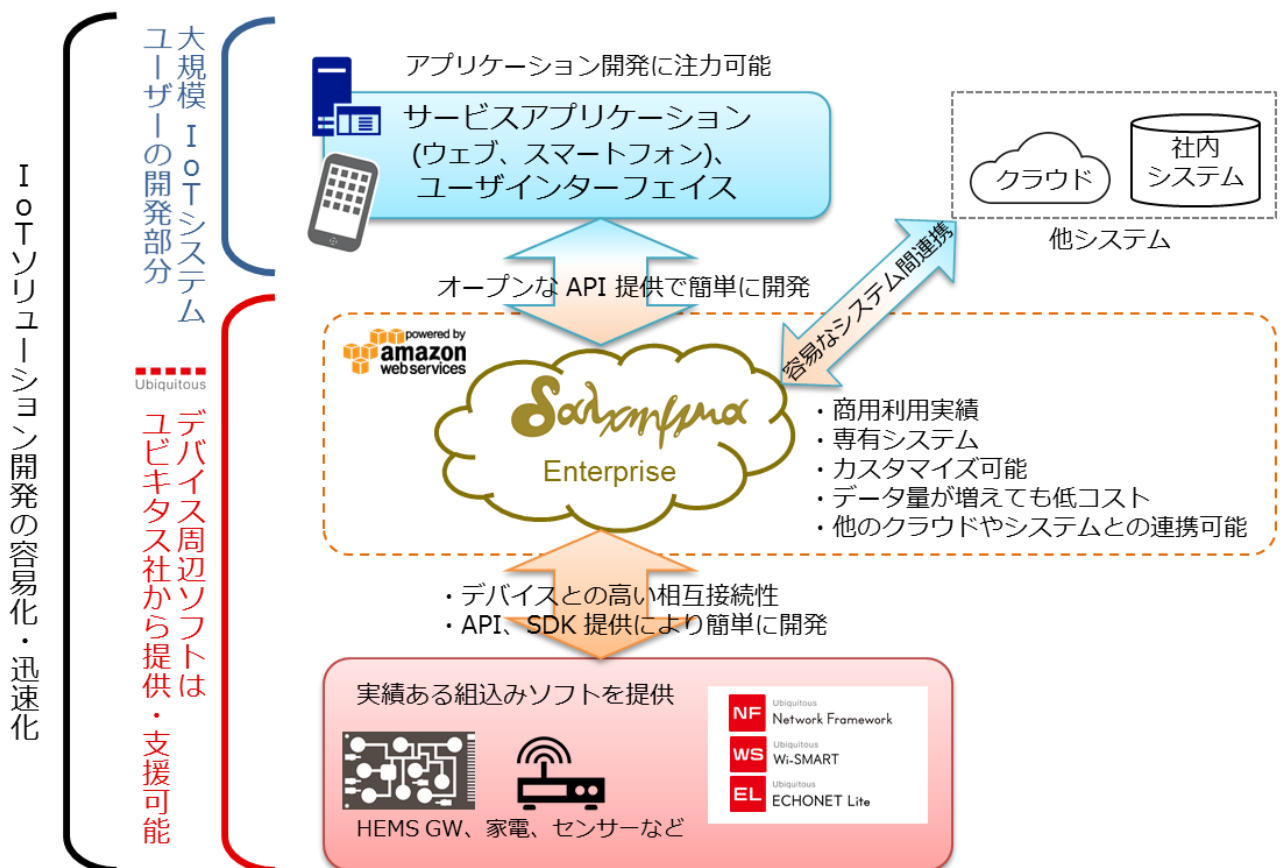 IoTソリューション開発の容易化・迅速化
大規模 IoTシステム
ユーザーの開発部分
Ubiquitous
デバイス周辺ソフトは
ユビキタス社から提供・支援可能
アプリケーション開発に注力可能
サービスアプリケーション
(ウェブ、スマートフォン)、
ユーザインターフェイス
クラウド
社内
システム
他システム
容易なシステム間連携
オープンな API 提供で簡単に開発
powered by
amazon
web services
Enterprise
・商用利用実績
・専有システム
・カスタマイズ可能
・データ量が増えても低コスト
・他のクラウドやシステムとの連携可能
・デバイスとの高い相互接続性
・API、SDK 提供により簡単に開発
実績ある組込みソフトを提供
HEMS GW、家電、センサーなど
NF
Ubiquitous
Network Framework
WS
Ubiquitous
Wi-SMART
EL
Ubiquitous
ECHONET Lite